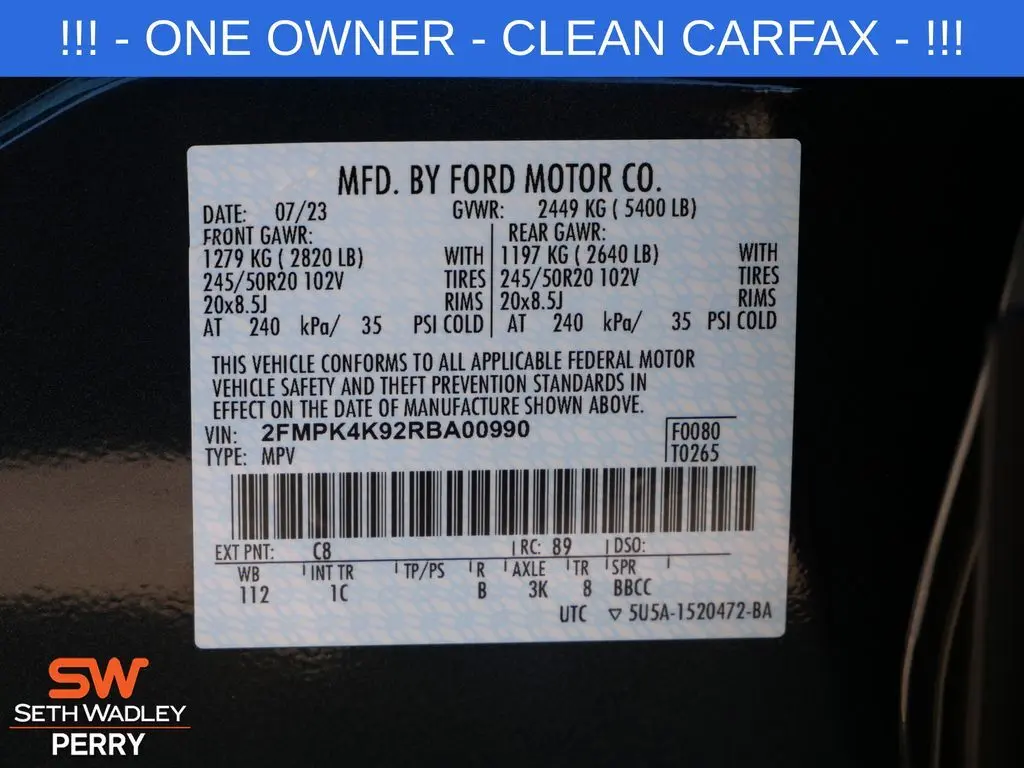 !!! - ONE OWNER - CLEAN CARFAX - !!!
MFD. BY FORD MOTOR CO.
DATE: 07/23 GVWR: 2449 KG ( 5400 LB)
FRONT GAWR: REAR GAWR:
1279 KG ( 2820 LB) WITH 1197 KG ( 2640 LB) WITH
245/50R20 102V TIRES 245/50R20 102V TIRES
20x8.5J RIMS 20x8.5J RIMS
AT 240 kPa/ 35 PSI COLD AT 240 kPa/ 35 PSI COLD
THIS VEHICLE CONFORMS TO ALL APPLICABLE FEDERAL MOTOR
VEHICLE SAFETY AND THEFT PREVENTION STANDARDS IN
EFFECT ON THE DATE OF MANUFACTURE SHOWN ABOVE.
VIN: 2FMPK4K92RBA00990 F0080
TYPE: MPV T0265
EXT PNT: C8 RC: 89 DSO:
WB INT TR TP/PS R AXLE TR SPR
112 1C B 3K 8 BBCC
UTC ▽ 5U5A-1520472-BA
SW
SETH WADLEY
PERRY